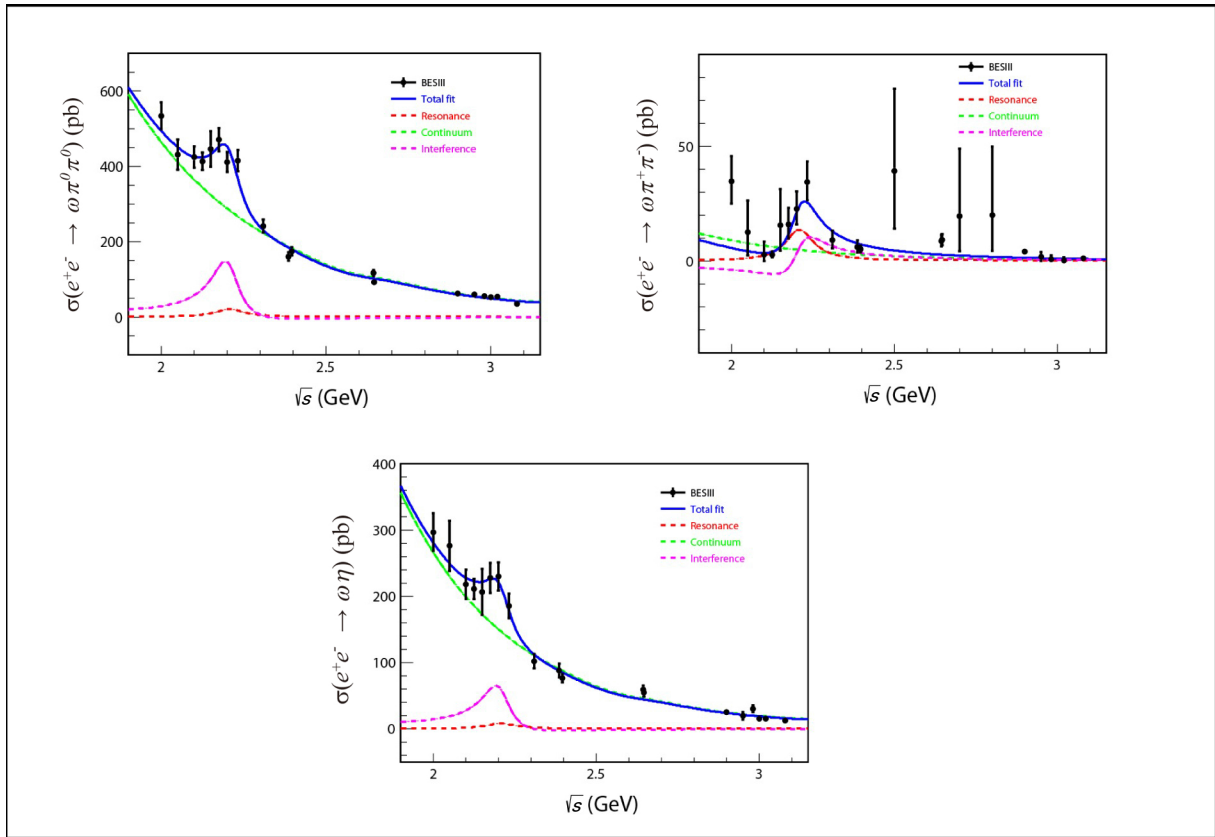 σ(e⁺e⁻ → ωπ⁰π⁰) (pb)
600
400
200
0
BESIII
Total fit
Resonance
Continuum
Interference
2
2.5
3
√s (GeV)
σ(e⁺e⁻ → ωπ⁺π⁻) (pb)
50
0
BESIII
Total fit
Resonance
Continuum
Interference
2
2.5
3
√s (GeV)
σ(e⁺e⁻ → ωη) (pb)
400
300
200
100
0
BESIII
Total fit
Resonance
Continuum
Interference
2
2.5
3
√s (GeV)